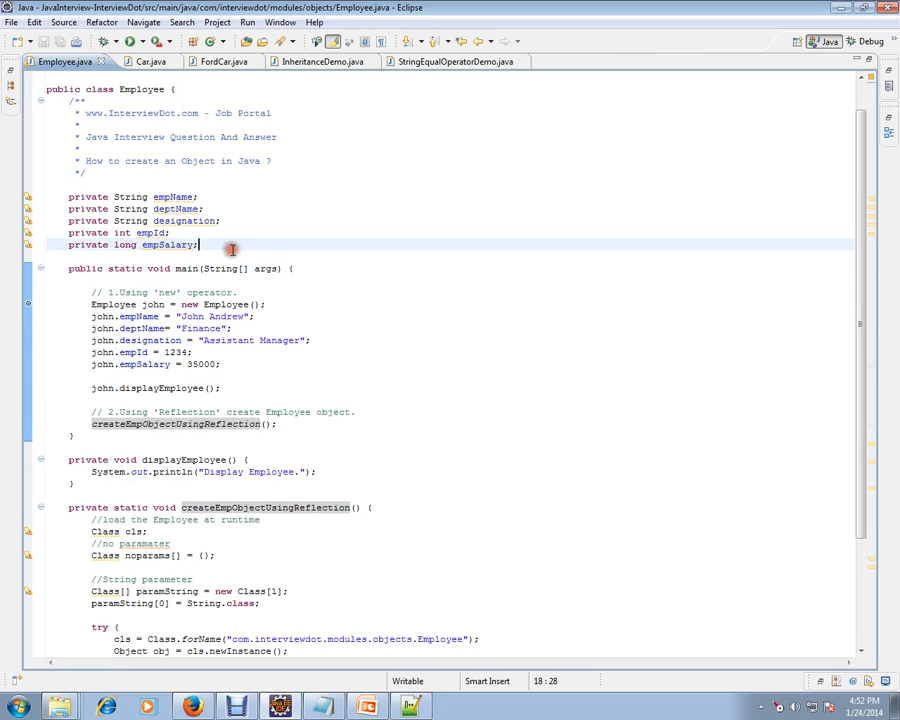 Java - JavaInterview-InterviewDot/src/main/java/com/interviewdot/modules/objects/Employee.java - Eclipse
File Edit Source Refactor Navigate Search Project Run Window Help
Java Debug
Employee.java Car.java FordCar.java InheritanceDemo.java StringEqualOperatorDemo.java
public class Employee {
/**
* www.InterviewDot.com - Job Portal
*
* Java Interview Question And Answer
*
* How to create an Object in Java ?
*/
private String empName;
private String deptName;
private String designation;
private int empId;
private long empSalary;
public static void main(String[] args) {
// 1.Using 'new' operator.
Employee john = new Employee();
john.empName = "John Andrew";
john.deptName= "Finance";
john.designation = "Assistant Manager";
john.empId = 1234;
john.empSalary = 35000;
john.displayEmployee();
// 2.Using 'Reflection' create Employee object.
createEmpObjectUsingReflection();
}
private void displayEmployee() {
System.out.println("Display Employee.");
}
private static void createEmpObjectUsingReflection() {
//load the Employee at runtime
Class cls;
//no paramater
Class noparams[] = {};
//String parameter
Class[] paramString = new Class[1];
paramString[0] = String.class;
try {
cls = Class.forName("com.interviewdot.modules.objects.Employee");
Object obj = cls.newInstance();
Writable Smart Insert 18 : 28
4:52 PM
1/24/2014